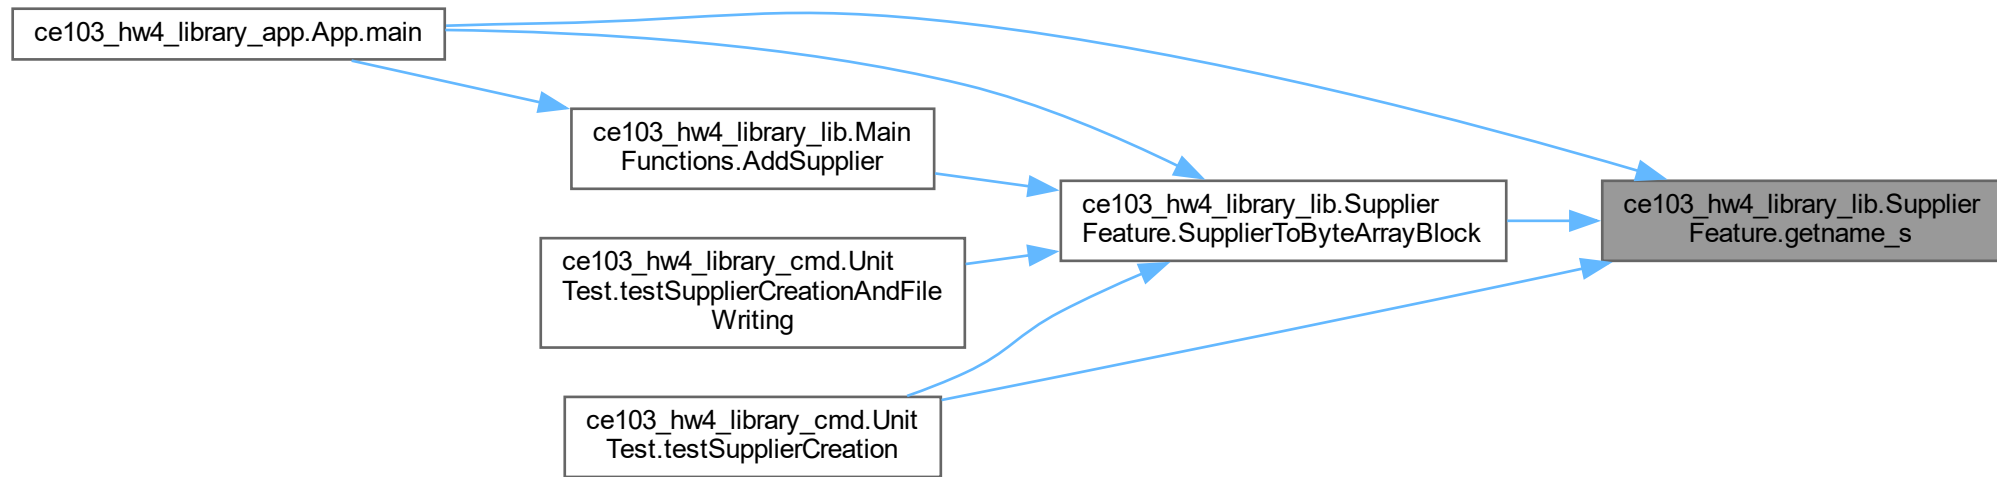 ce103_hw4_library_app.App.main
ce103_hw4_library_lib.Main
Functions.AddSupplier
ce103_hw4_library_cmd.Unit
Test.testSupplierCreationAndFile
Writing
ce103_hw4_library_cmd.Unit
Test.testSupplierCreation
ce103_hw4_library_lib.Supplier
Feature.SupplierToByteArrayBlock
ce103_hw4_library_lib.Supplier
Feature.getname_s